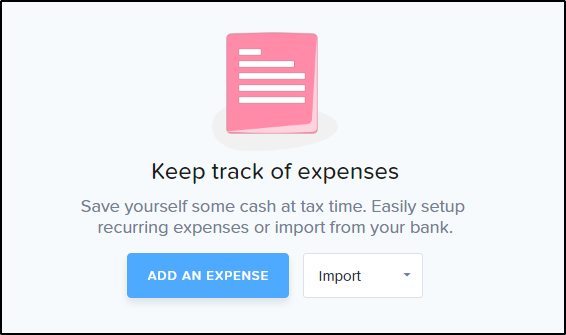 Keep track of expenses
Save yourself some cash at tax time. Easily setup
recurring expenses or import from your bank.
ADD AN EXPENSE
Import